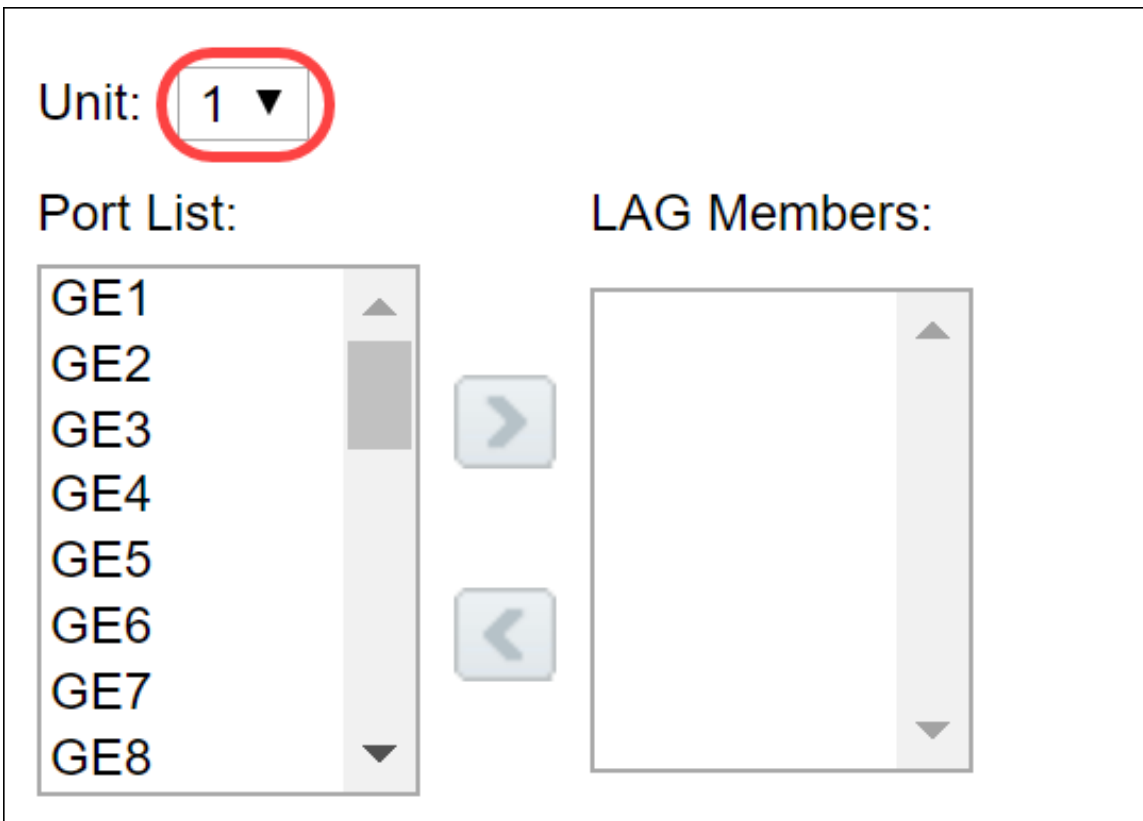 Unit: 1
Port List:
GE1
GE2
GE3
GE4
GE5
GE6
GE7
GE8
LAG Members: